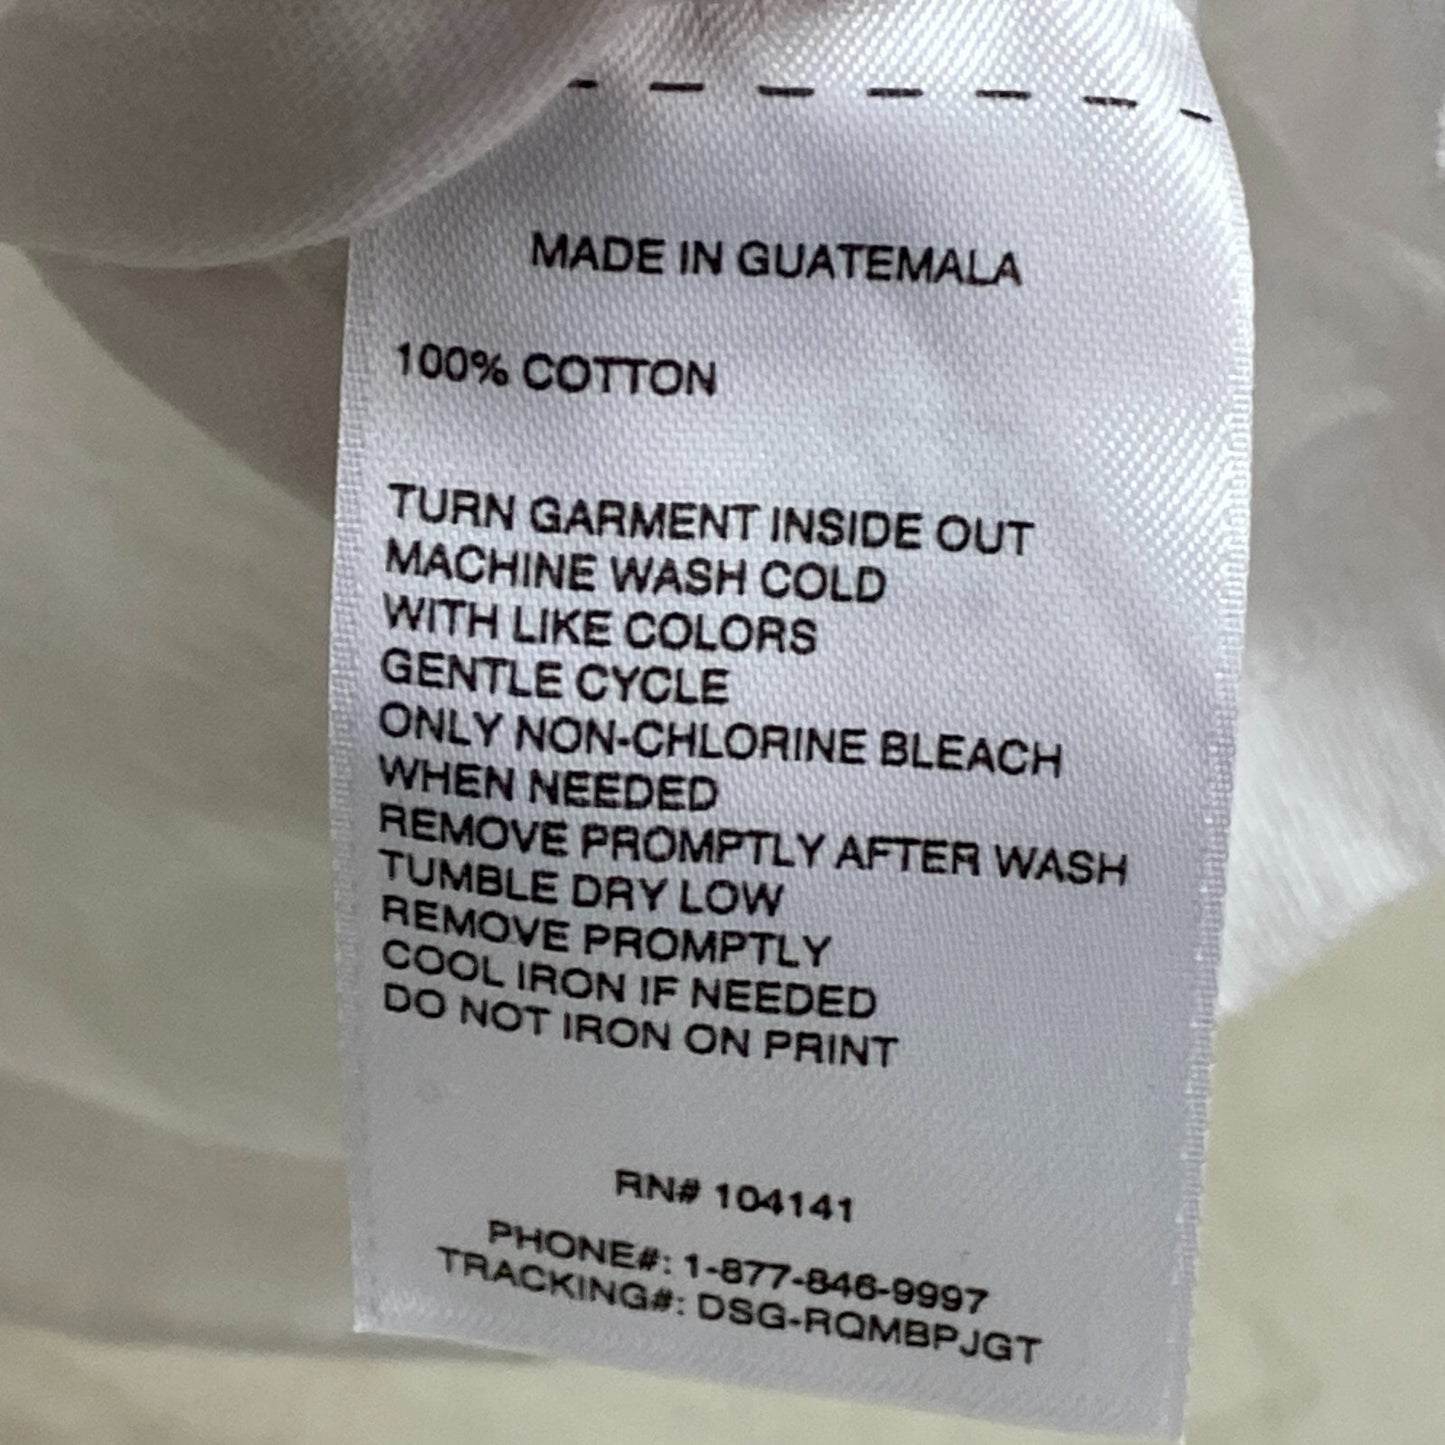 MADE IN GUATEMALA
100% COTTON
TURN GARMENT INSIDE OUT
MACHINE WASH COLD
WITH LIKE COLORS
GENTLE CYCLE
ONLY NON-CHLORINE BLEACH
WHEN NEEDED
REMOVE PROMPTLY AFTER WASH
TUMBLE DRY LOW
REMOVE PROMPTLY
COOL IRON IF NEEDED
DO NOT IRON ON PRINT
RN# 104141
PHONE#: 1-877-846-9997
TRACKING#: DSG-RQMBPJGT